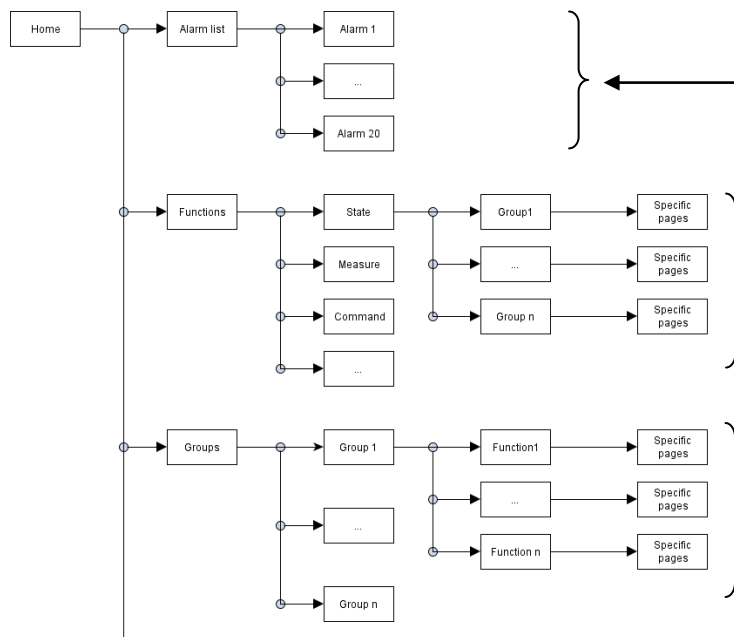 Home
Alarm list
Alarm 1
...
Alarm 20
Functions
State
Group1
Specific
pages
Measure
...
Specific
pages
Command
Group n
Specific
pages
...
Groups
Group 1
Function1
Specific
pages
...
...
Specific
pages
Function n
Specific
pages
Group n